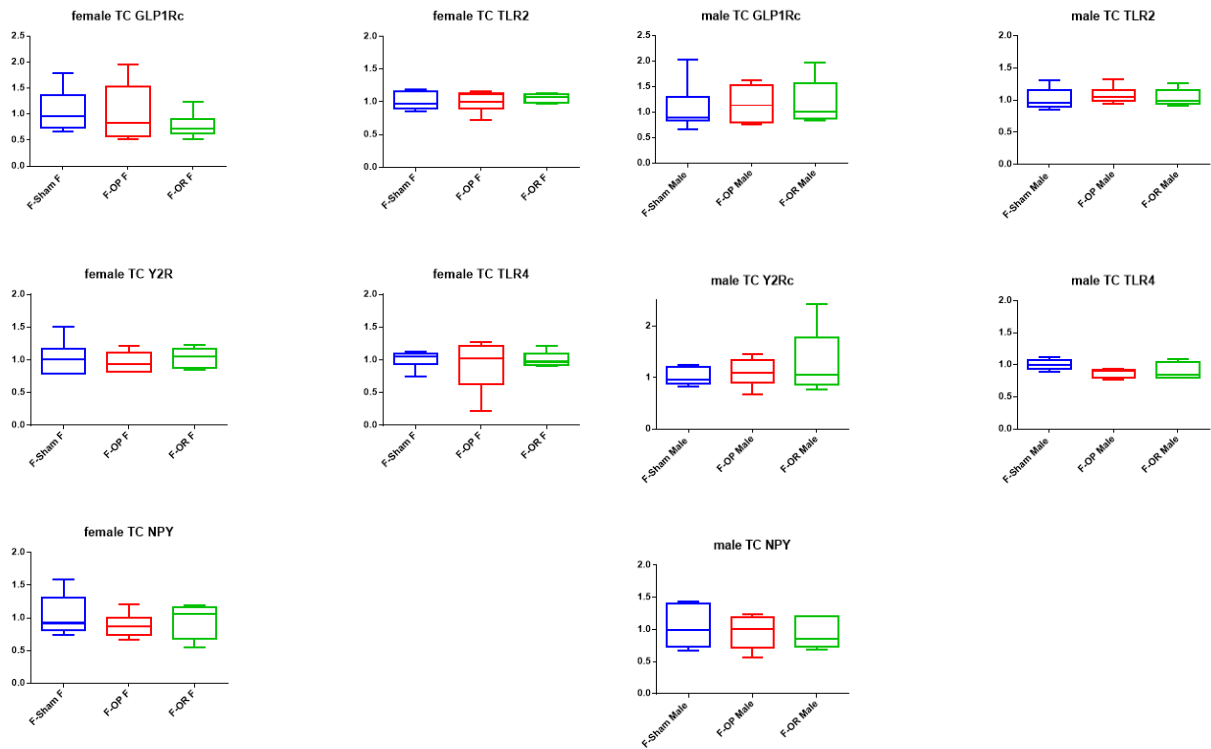 female TC GLP1Rc
2.5
2.0
1.5
1.0
0.5
0.0
F-Sham F
F-OP F
F-OR F
female TC TLR2
2.0
1.5
1.0
0.5
0.0
F-Sham F
F-OP F
F-OR F
male TC GLP1Rc
2.5
2.0
1.5
1.0
0.5
0.0
F-Sham Male
F-OP Male
F-OR Male
male TC TLR2
2.0
1.5
1.0
0.5
0.0
F-Sham Male
F-OP Male
F-OR Male
female TC Y2R
2.0
1.5
1.0
0.5
0.0
F-Sham F
F-OP F
F-OR F
female TC TLR4
2.0
1.5
1.0
0.5
0.0
F-Sham F
F-OP F
F-OR F
male TC Y2Rc
2
1
0
F-Sham Male
F-OP Male
F-OR Male
male TC TLR4
2.0
1.5
1.0
0.5
0.0
F-Sham Male
F-OP Male
F-OR Male
female TC NPY
2.0
1.5
1.0
0.5
0.0
F-Sham F
F-OP F
F-OR F
male TC NPY
2.0
1.5
1.0
0.5
0.0
F-Sham Male
F-OP Male
F-OR Male